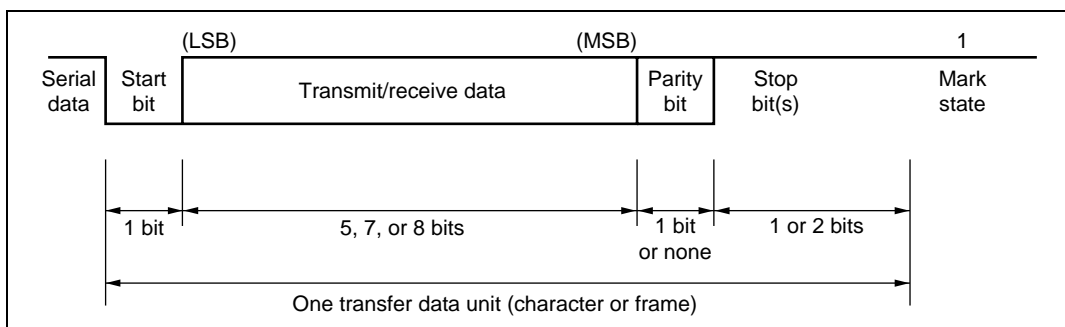 (LSB) (MSB) 1
Serial data
Start bit
Transmit/receive data
Parity bit
Stop bit(s)
Mark state
1 bit
5, 7, or 8 bits
1 bit or none
1 or 2 bits
One transfer data unit (character or frame)